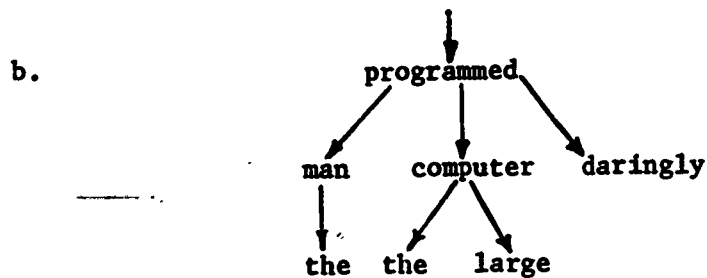 b.
programmed
man computer daringly
the the large